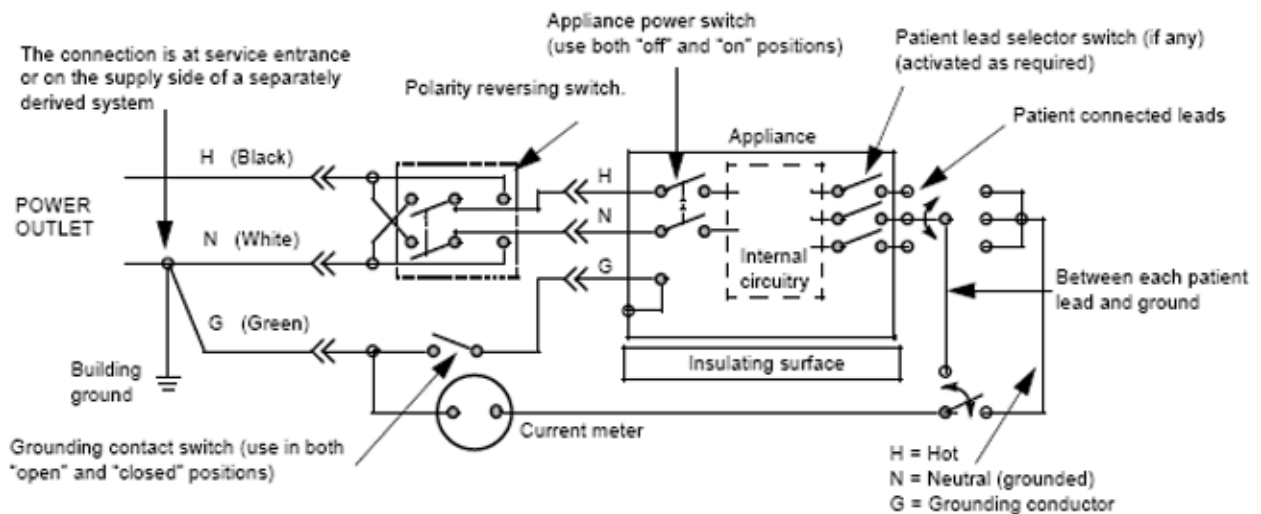 The connection is at service entrance
or on the supply side of a separately
derived system
Appliance power switch
(use both "off" and "on" positions)
Patient lead selector switch (if any)
(activated as required)
Polarity reversing switch.
Patient connected leads
Appliance
H (Black)
H
POWER
OUTLET
N (White)
N
Internal
circuitry
G
Between each patient
lead and ground
G (Green)
Insulating surface
Building
ground
Current meter
Grounding contact switch (use in both
"open" and "closed" positions)
H = Hot
N = Neutral (grounded)
G = Grounding conductor